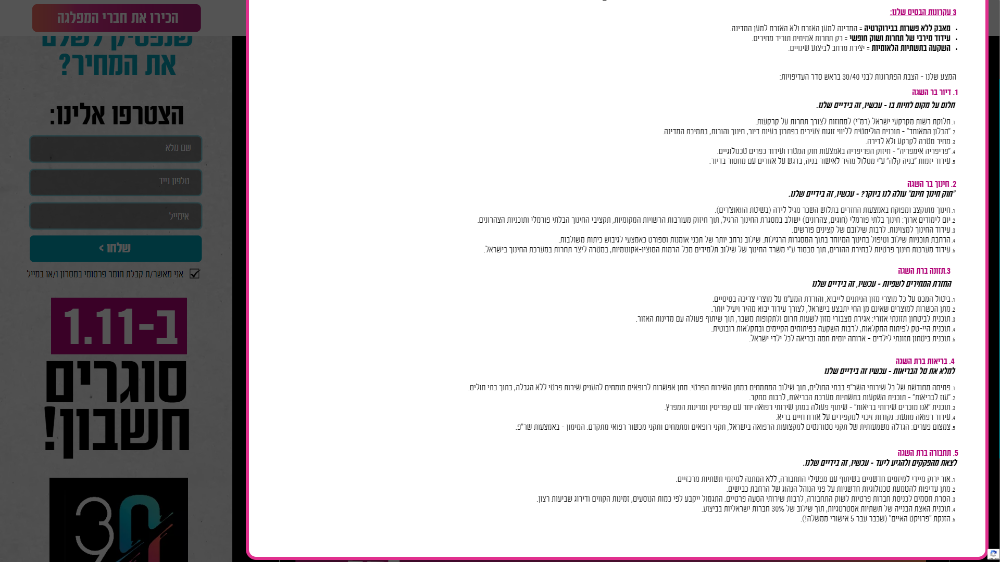 3 עקרונות הבסיס שלנו:
מאבק ללא פשרות בבירוקרטיה = המדינה למען האזרח ולא האזרח למען המדינה.
עידוד מירבי של תחרות ושוק חופשי = רק תחרות אמיתית תוריד מחירים.
השקעה בתשתיות הלאומיות = יצירת מרחב לביצוע שינויים.
המצע שלנו - הצבת הפתרונות לבני 30/40 בראש סדר העדיפויות:
1. דיור בר השגה
חלום על מקום לחיות בו - עכשיו, זה בידיים שלנו.
1. חלוקת רשות מקרקעי ישראל (רמ"י) למחוזות לצורך תחרות על קרקעות.
2. "הבלון המאוחד" - תוכנית הוליסטית לליווי זוגות צעירים בפתרון בעיות דיור, חינוך והורות, בתמיכת המדינה.
3. מחיר מטרה לקרקע ולא לדירה.
4. "פריפריה אימפריה" - חיזוק הפריפריה באמצעות חוק המטרו ועידוד כפרים טכנולוגיים.
5. עידוד יזמות "בניה קלה" ע"י מסלול מהיר לאישור בניה, בדגש על אזורים עם מחסור בדיור.
2. חינוך בר השגה
"חוק חינוך חינם" עולה לנו ביוקר? - עכשיו, זה בידיים שלנו.
1. חינוך מתוקצב ומפוקח באמצעות החזרים בתלוש השכר מגיל לידה (בשיטת הוואוצ'רים).
2. יום לימודים ארוך: חינוך בלתי פורמלי (חוגים, צהרונים) ישולב במסגרת החינוך הרגיל, תוך חיזוק מעורבות הרשויות המקומיות, תקציבי החינוך הבלתי פורמלי ותוכניות הצהרונים.
3. עידוד החינוך למצוינות. לרבות שילובם של קצינים פורשים.
4. הרחבת תוכניות שילוב וטיפול בחינוך המיוחד בתוך המסגרות הרגילות. שילוב נרחב יותר של תכני אומנות וספורט כאמצעי לגיבוש כיתות משולבות.
5. עידוד מערכות חינוך פרטיות לבחירת ההורים, תוך סבסוד ע"י משרד החינוך של שילוב תלמידים מכל הרמות הסוציו-אקונומיות, במטרה ליצר תחרות במערכת החינוך בישראל.
3.תזונה ברת השגה
החזרת המחירים לשפיות - עכשיו, זה בידיים שלנו
1. ביטול המכס על כל מוצרי מזון הניתנים לייבוא, והורדת המע"מ על מוצרי צריכה בסיסיים.
2. מתן הכשרות למוצרים שאינם מן החי יתבצע בישראל, לצורך עידוד יבוא מהיר ויעיל יותר.
3. תוכנית לביטחון תזונתי אזורי: אגירת מצבורי מזון לשעות חרום ולתקופות משבר, תוך שיתוף פעולה עם מדינות האזור.
4. תוכנית היי-טק לפיתוח החקלאות, לרבות השקעה בפיתוחים הקיימים ובחקלאות רובוטית.
5. תוכנית ביטחון תזונתי לילדים - ארוחה יומית חמה ובריאה לכל ילדי ישראל.
4. בריאות ברת השגה
למלא את סל הבריאות - עכשיו זה בידיים שלנו
1. פתיחה מחודשת של כל שירותי השר"פ בבתי החולים, תוך שילוב המתמחים במתן השירות הפרטי. מתן אפשרות לרופאים מומחים להעניק שירות פרטי ללא הגבלה, בתוך בתי חולים.
2. "עוז לבריאות" - תוכנית השקעות בתשתיות מערכת הבריאות, לרבות מחקר.
3. תוכנית "אנו מוכרים שירותי בריאות" - שיתוף פעולה במתן שירותי רפואה יחד עם קפריסין ומדינות המפרץ.
4. עידוד רפואה מונעת: נקודות זיכוי למקפידים על אורח חיים בריא.
5. צמצום פערים: הגדלה משמעותית של תקני סטודנטים למקצועות הרפואה בישראל, תקני רופאים ומתמחים ותקני מכשור רפואי מתקדם. המימון - באמצעות שר"פ.
5. תחבורה ברת השגה
לצאת מהפקקים ולהגיע ליעד - עכשיו, זה בידיים שלנו.
1. אור ירוק מיידי למיזמים חדשניים בשיתוף עם מפעילי התחבורה, ללא המתנה למיזמי תשתיות מרכזיים.
2. מתן עדיפות להטמעת טכנולוגיות חדשניות על פני הנוהל הנהוג של הרחבת כבישים.
3. הסרת חסמים לכניסת חברות פרטיות לשוק התחבורה, לרבות שירותי הסעה פרטיים. התגמול ייקבע לפי כמות הנוסעים, זמינות הקווים ודירוג שביעות רצון.
4. תוכנית האצת הבנייה של תשתיות אסטרטגיות, תוך שילוב של 30% חברות ישראליות בביצוע.
5. הזנקת "פרויקט האיים" (שכבר עבר 5 אישורי ממשלה!).
הכירו את חברי המפלגה
שנפסיק לשלם
את המחיר?
הצטרפו אלינו:
שם מלא
טלפון נייד
אימייל
שלחו >
אני מאשר/ת קבלת חומר פרסומי במסרון ו/או במייל
ב-1.11
סוגרים
חשבון!